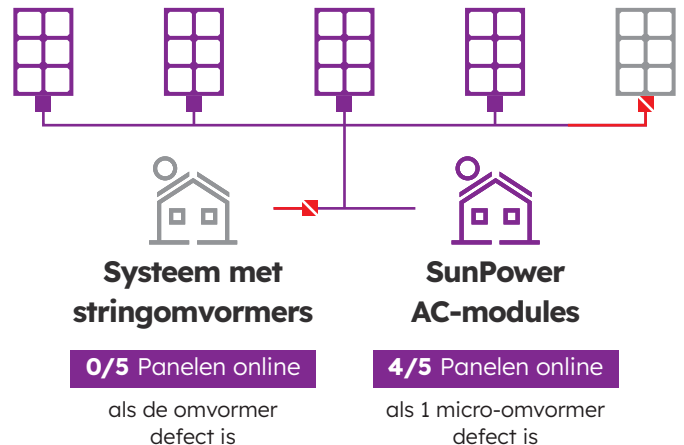 Systeem met
stringomvormers
0/5 Panelen online
als de omvormer
defect is
SunPower
AC-modules
4/5 Panelen online
als 1 micro-omvormer
defect is